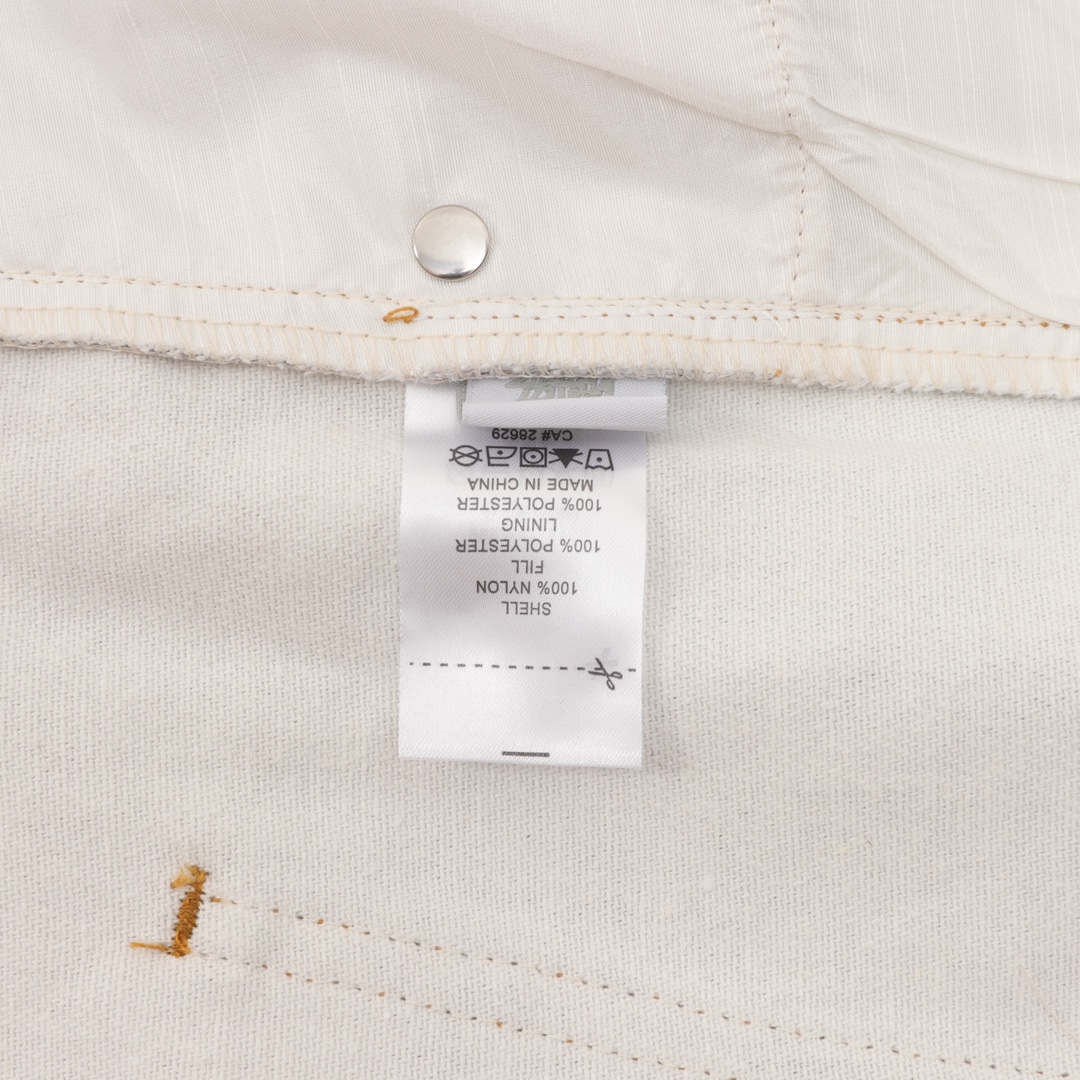 SHELL
100% NYLON
FILL
100% POLYESTER
LINING
100% POLYESTER
MADE IN CHINA
CA# 28629